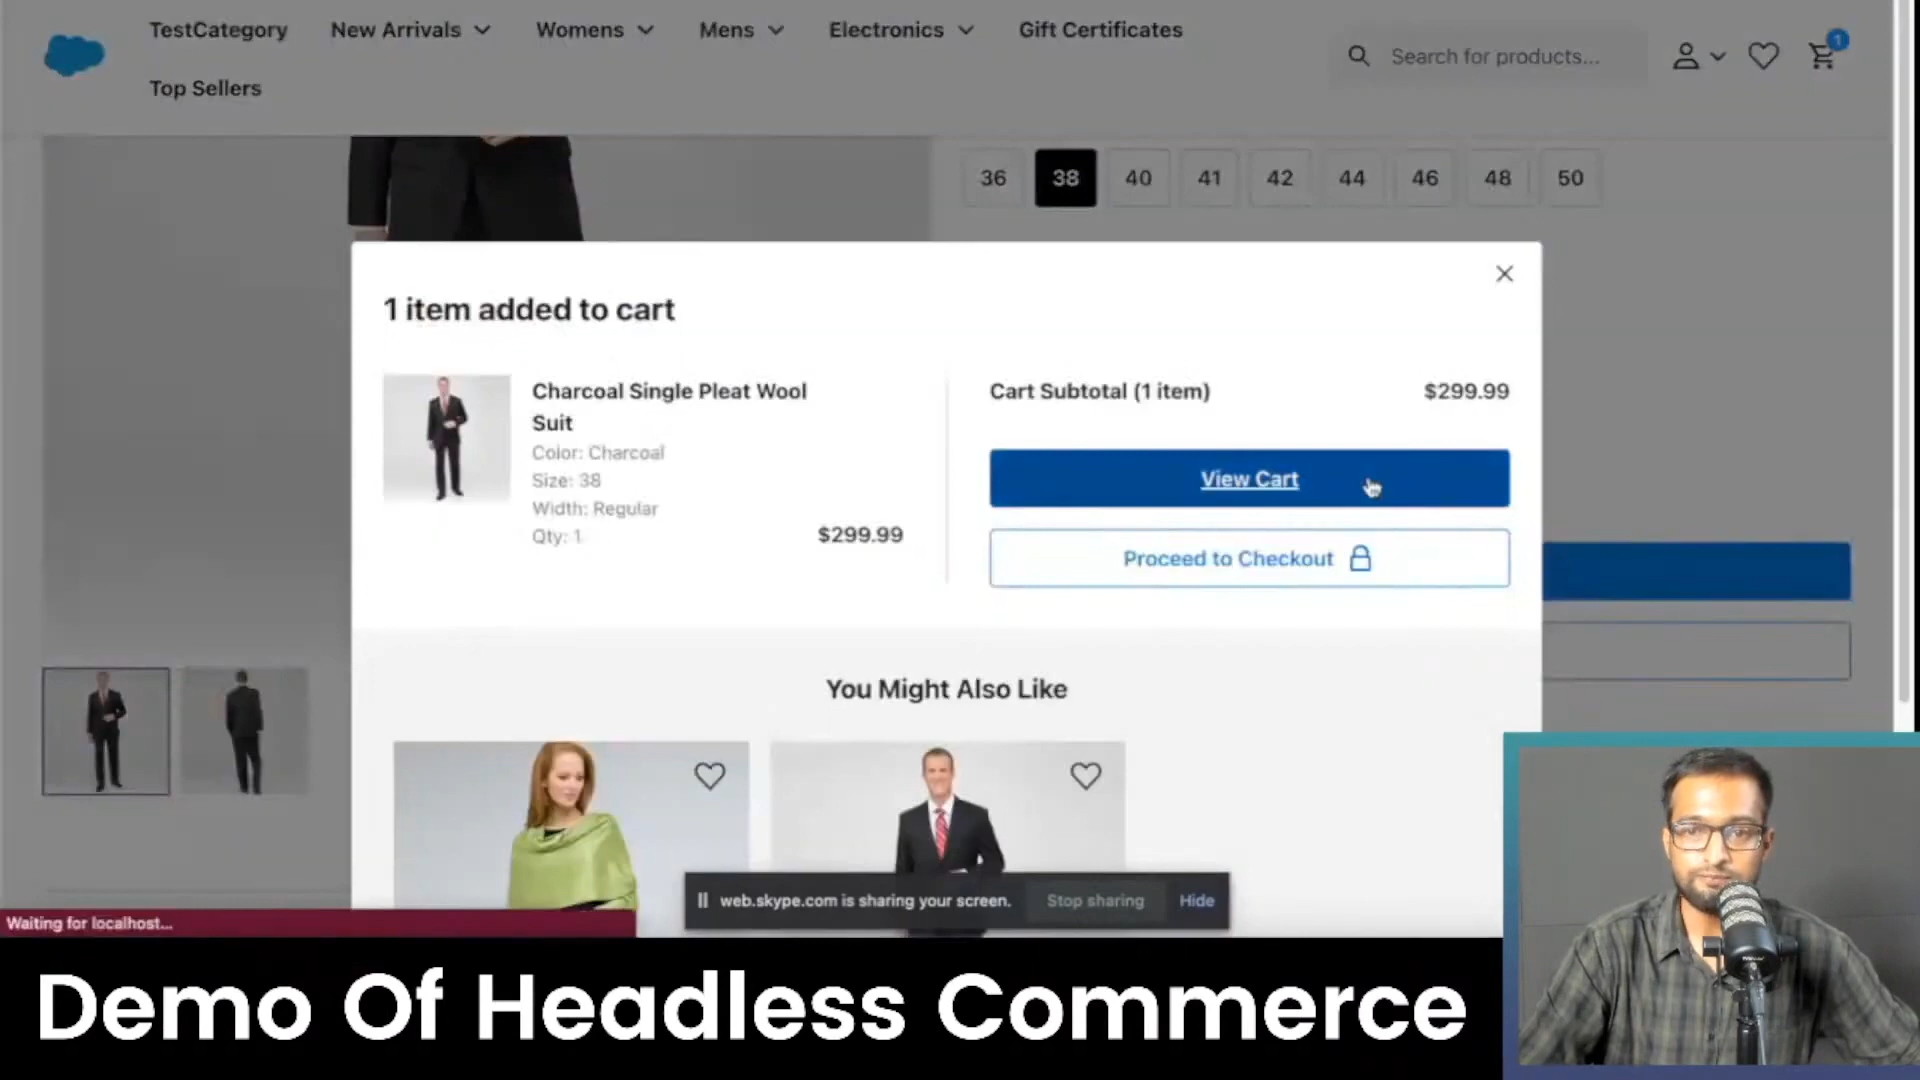 TestCategory
New Arrivals
Womens
Mens
Electronics
Gift Certificates
Top Sellers
Search for products...
1
36
38
40
41
42
44
46
48
50
1 item added to cart
Charcoal Single Pleat Wool
Suit
Color: Charcoal
Size: 38
Width: Regular
Qty: 1
$299.99
Cart Subtotal (1 item)
$299.99
View Cart
Proceed to Checkout
You Might Also Like
web.skype.com is sharing your screen.
Stop sharing
Hide
Waiting for localhost...
Demo Of Headless Commerce